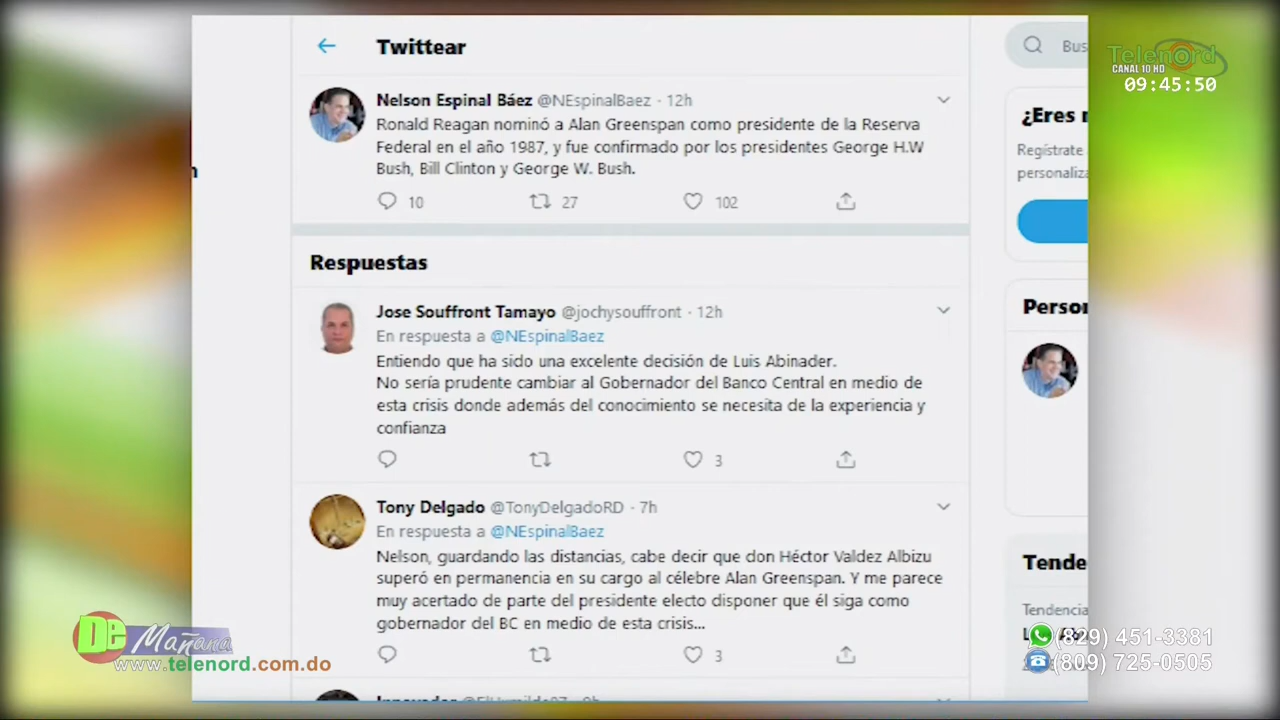 Twittear
Nelson Espinal Báez @NEspinalBaez · 12h
Ronald Reagan nominó a Alan Greenspan como presidente de la Reserva
Federal en el año 1987, y fue confirmado por los presidentes George H.W
Bush, Bill Clinton y George W. Bush.
10 27 102
Respuestas
Jose Souffront Tamayo @jochysouffront · 12h
En respuesta a @NEspinalBaez
Entiendo que ha sido una excelente decisión de Luis Abinader.
No sería prudente cambiar al Gobernador del Banco Central en medio de
esta crisis donde además del conocimiento se necesita de la experiencia y
confianza
3
Tony Delgado @TonyDelgadoRD · 7h
En respuesta a @NEspinalBaez
Nelson, guardando las distancias, cabe decir que don Héctor Valdez Albizu
superó en permanencia en su cargo al célebre Alan Greenspan. Y me parece
muy acertado de parte del presidente electo disponer que él siga como
gobernador del BC en medio de esta crisis...
3
Bus
¿Eres
Regístrate
personaliza
Person
Tende
Tendencia
Telenord
CANAL 10 HD
09:45:50
De Mañana
www.telenord.com.do
(829) 451-3381
(809) 725-0505